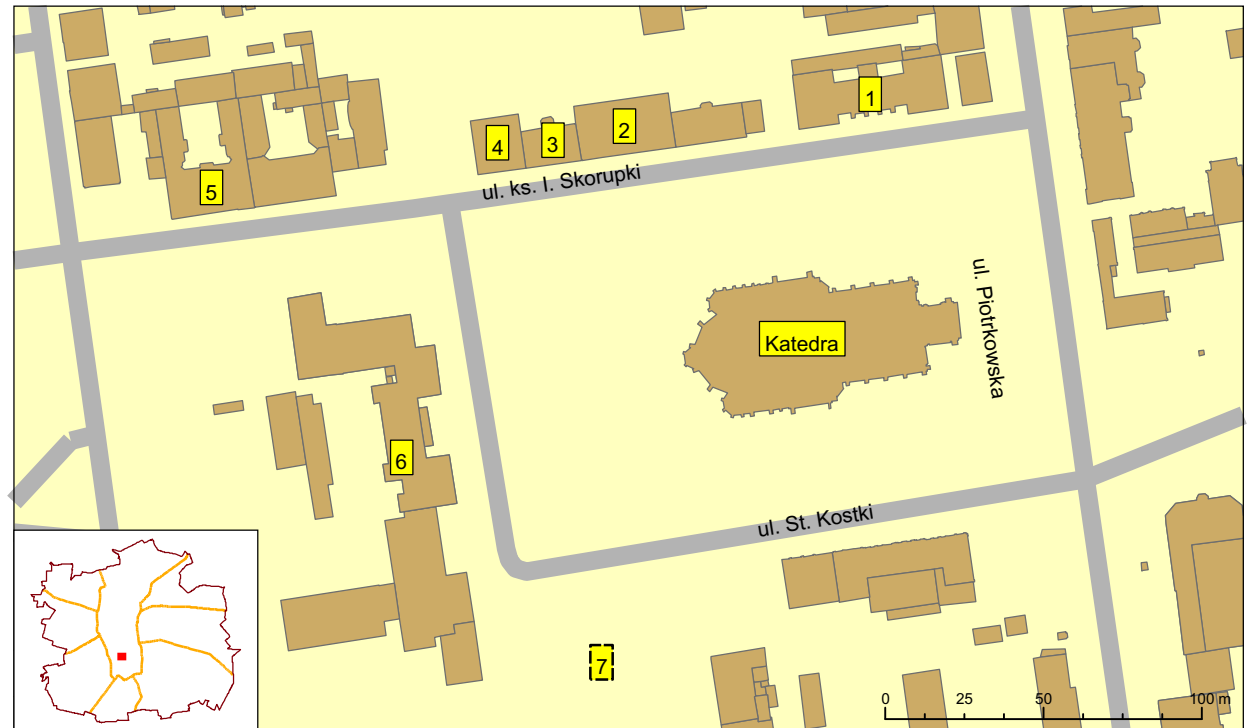 1
2
3
4
ul. ks. I. Skorupki
5
ul. Piotrkowska
Katedra
6
ul. St. Kostki
7
0 25 50 100 m